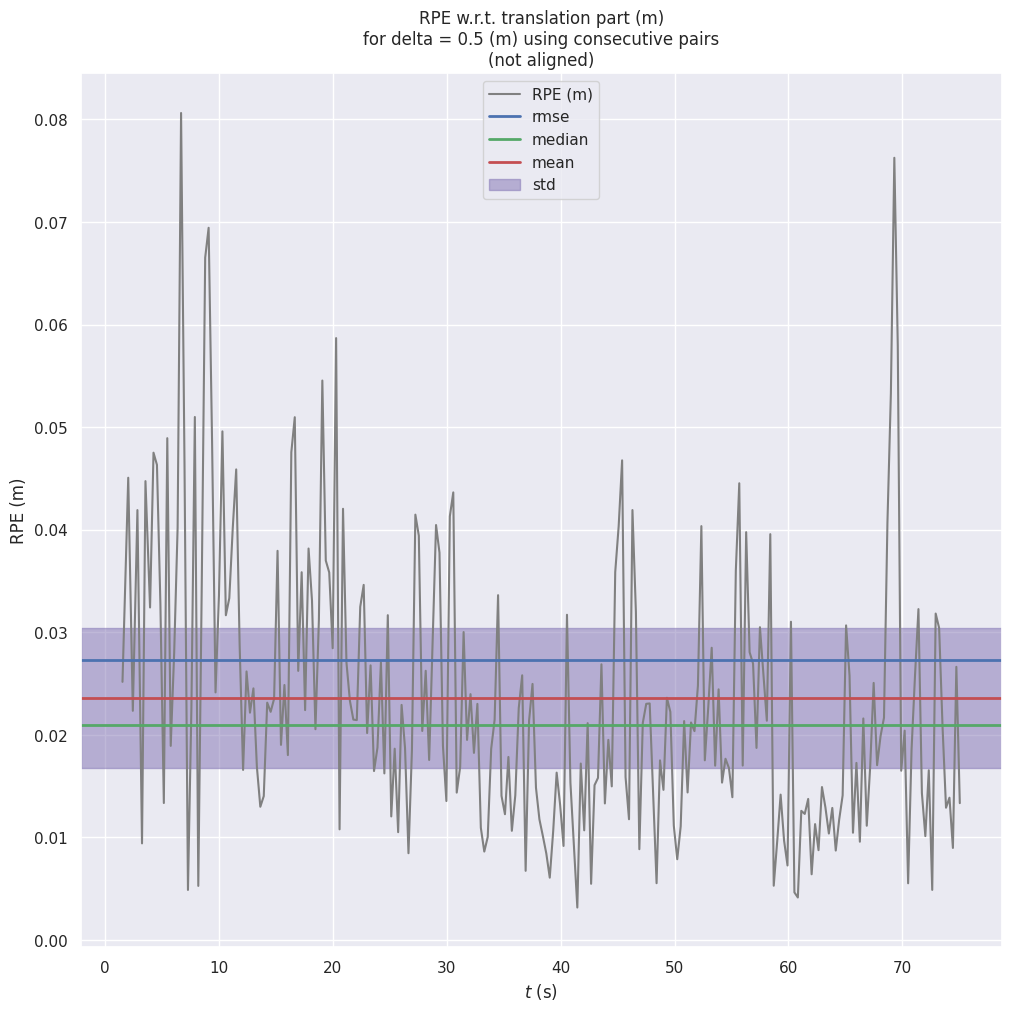 RPE w.r.t. translation part (m)
for delta = 0.5 (m) using consecutive pairs
(not aligned)
RPE (m)
rmse
median
mean
std
RPE (m)
0.08
0.07
0.06
0.05
0.04
0.03
0.02
0.01
0.00
0 10 20 30 40 50 60 70
t (s)